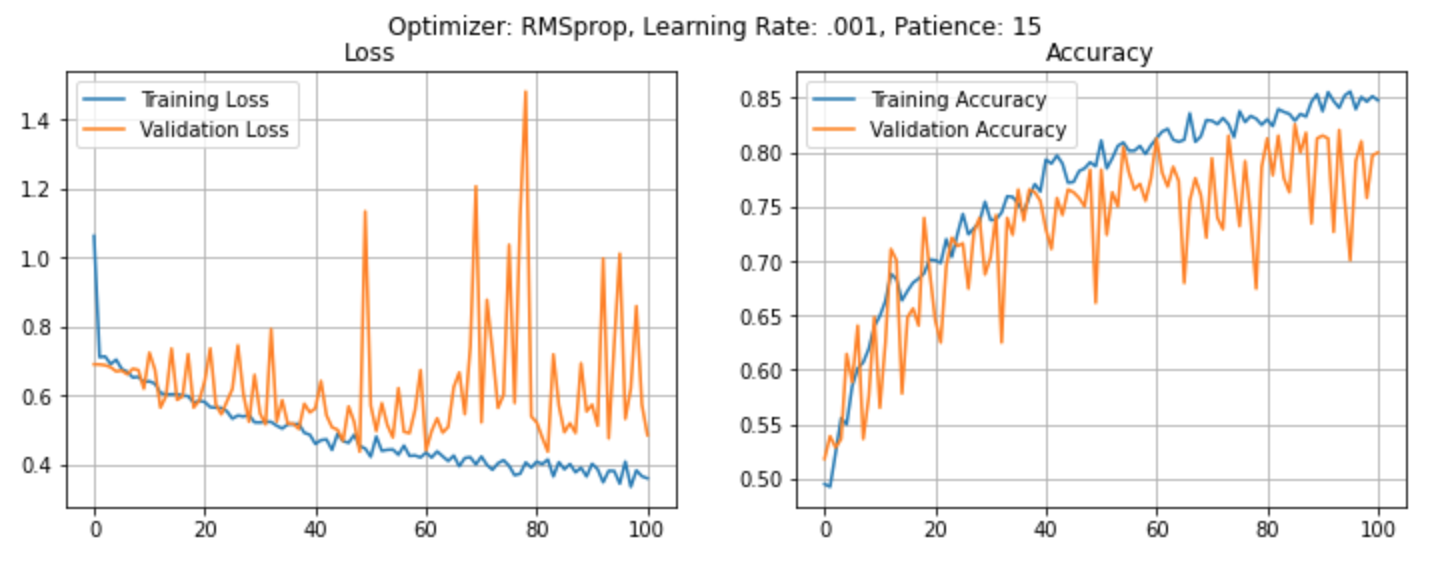 Optimizer: RMSprop, Learning Rate: .001, Patience: 15
Loss
Training Loss
Validation Loss
1.4
1.2
1.0
0.8
0.6
0.4
0 20 40 60 80 100
Accuracy
Training Accuracy
Validation Accuracy
0.85
0.80
0.75
0.70
0.65
0.60
0.55
0.50
0 20 40 60 80 100